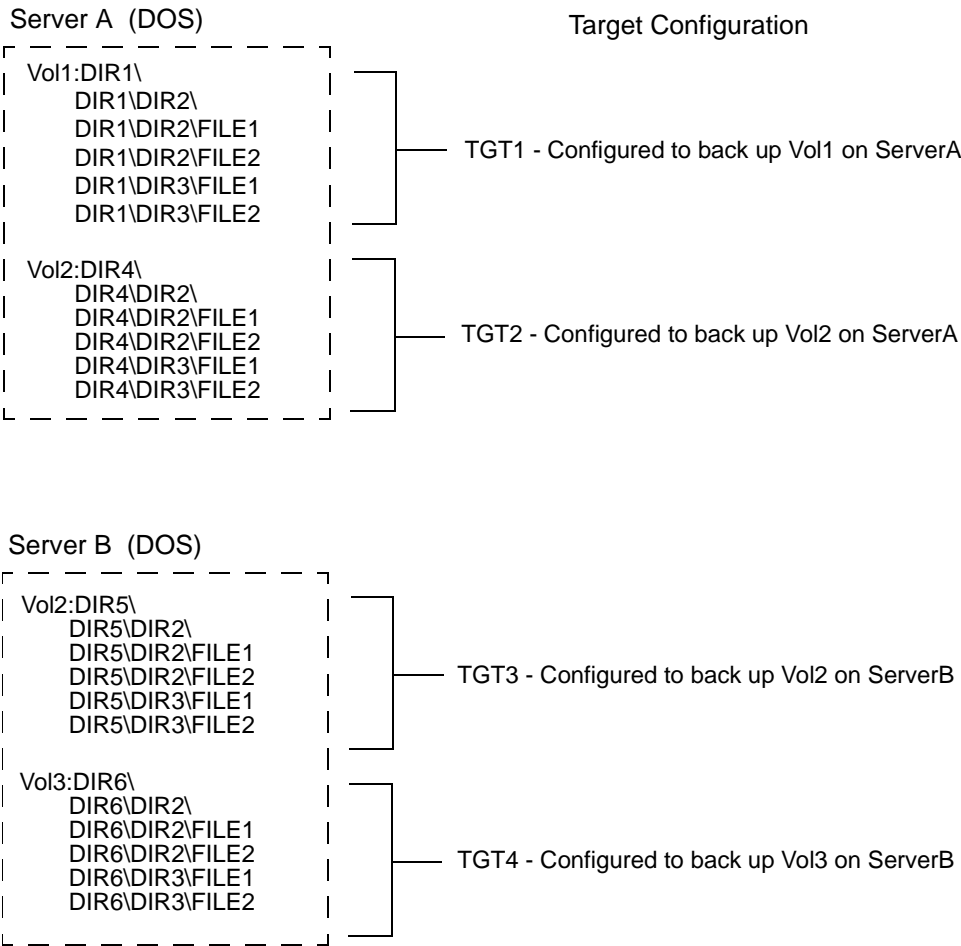 Server A (DOS)
Target Configuration
Vol1:DIR1\
DIR1\DIR2\
DIR1\DIR2\FILE1
DIR1\DIR2\FILE2
DIR1\DIR3\FILE1
DIR1\DIR3\FILE2
TGT1 - Configured to back up Vol1 on ServerA
Vol2:DIR4\
DIR4\DIR2\
DIR4\DIR2\FILE1
DIR4\DIR2\FILE2
DIR4\DIR3\FILE1
DIR4\DIR3\FILE2
TGT2 - Configured to back up Vol2 on ServerA
Server B (DOS)
Vol2:DIR5\
DIR5\DIR2\
DIR5\DIR2\FILE1
DIR5\DIR2\FILE2
DIR5\DIR3\FILE1
DIR5\DIR3\FILE2
TGT3 - Configured to back up Vol2 on ServerB
Vol3:DIR6\
DIR6\DIR2\
DIR6\DIR2\FILE1
DIR6\DIR2\FILE2
DIR6\DIR3\FILE1
DIR6\DIR3\FILE2
TGT4 - Configured to back up Vol3 on ServerB